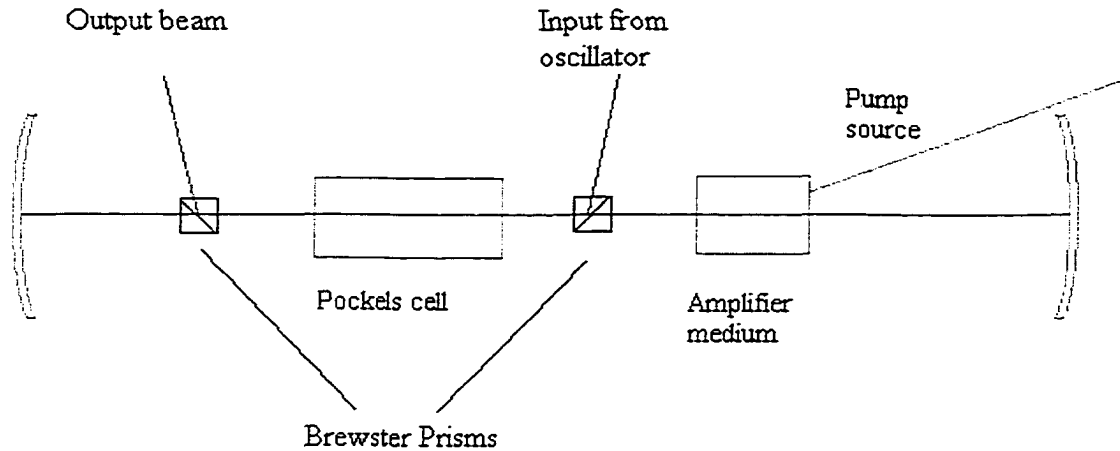 Output beam
Input from
oscillator
Pump
source
Pockels cell
Amplifier
medium
Brewster Prisms